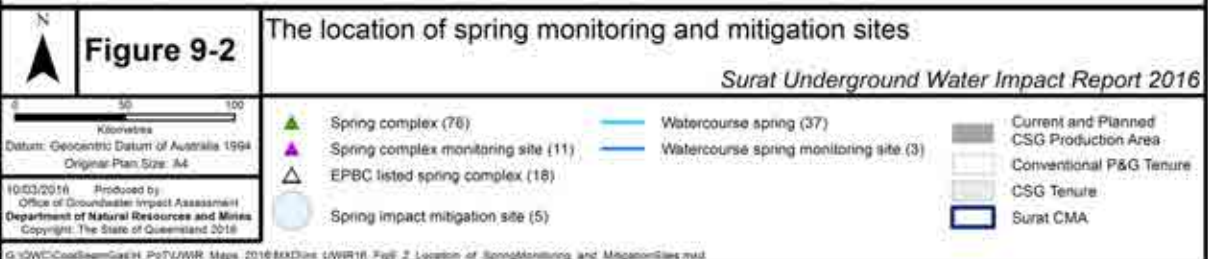 N
Figure 9-2
The location of spring monitoring and mitigation sites
Surat Underground Water Impact Report 2016
0 50 100
Kilometres
Datum: Geocentric Datum of Australia 1994
Original Plan Size: A4
10/03/2016 Produced by:
Office of Groundwater Impact Assessment
Department of Natural Resources and Mines
Copyright: The State of Queensland 2016
Spring complex (76)
Spring complex monitoring site (11)
EPBC listed spring complex (18)
Spring impact mitigation site (5)
Watercourse spring (37)
Watercourse spring monitoring site (3)
Current and Planned
CSG Production Area
Conventional P&G Tenure
CSG Tenure
Surat CMA